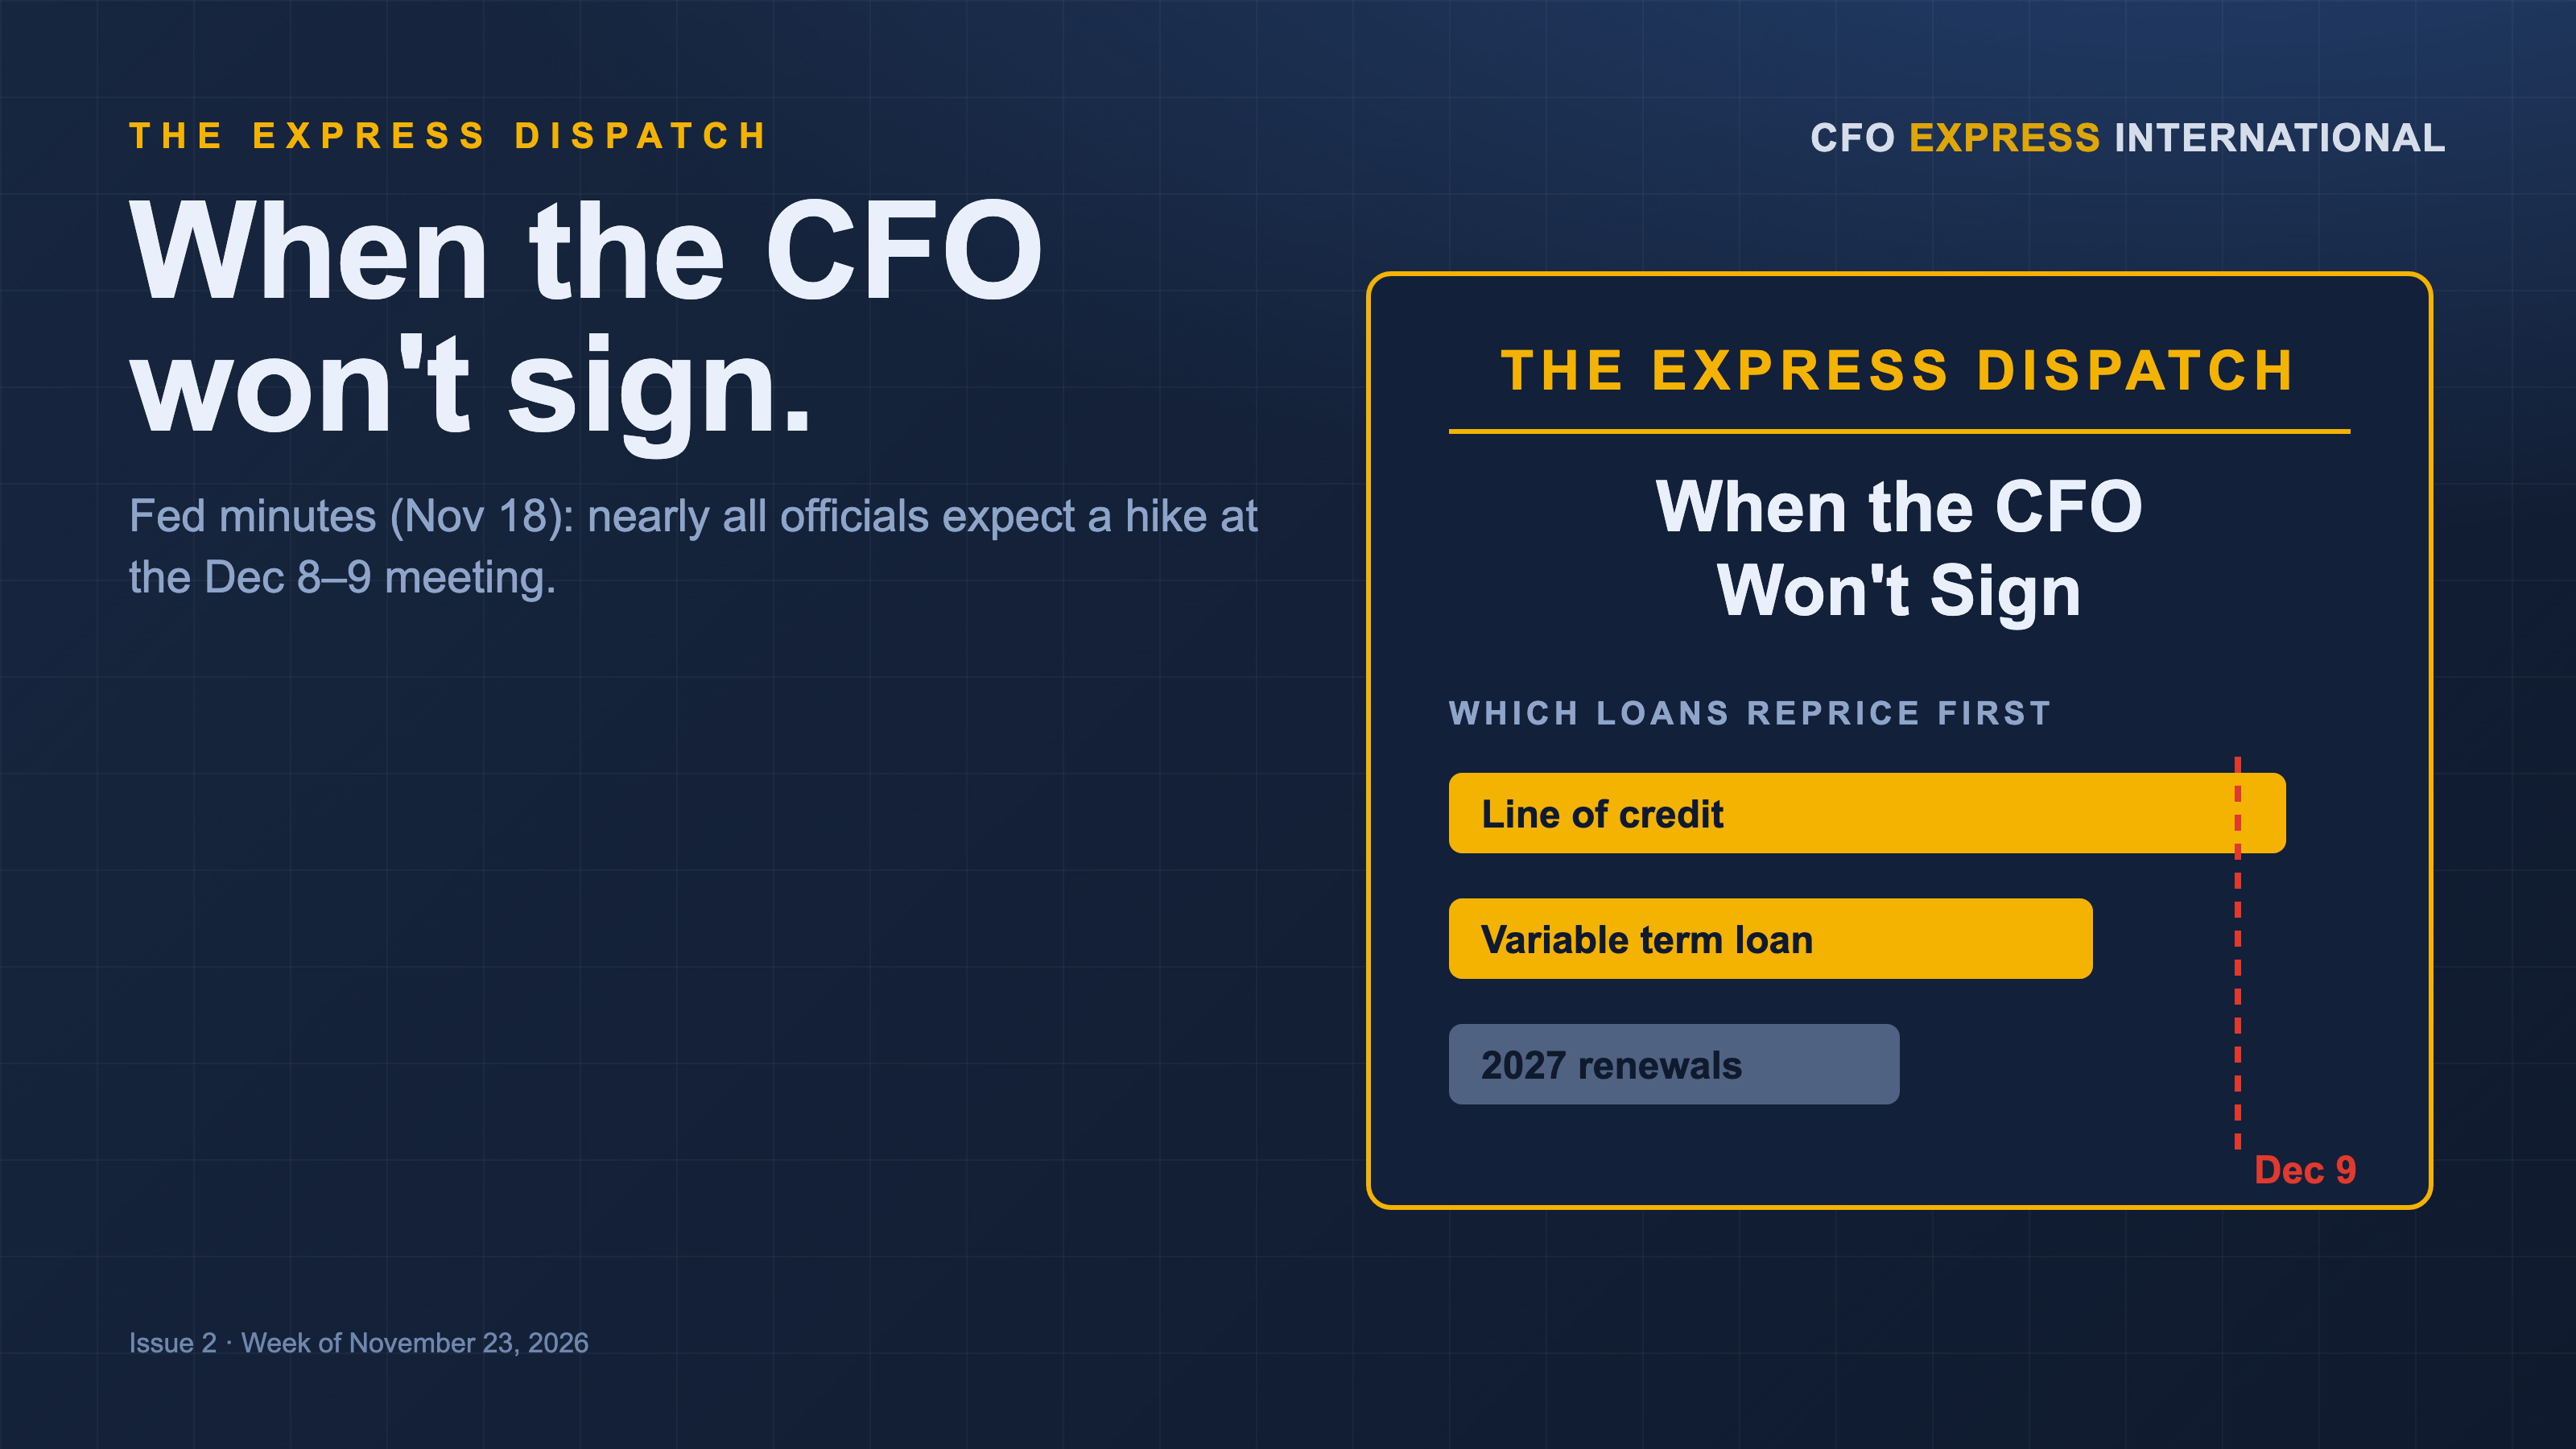 THE EXPRESS DISPATCH
CFO EXPRESS INTERNATIONAL
When the CFO
won't sign.
Fed minutes (Nov 18): nearly all officials expect a hike at
the Dec 8–9 meeting.
THE EXPRESS DISPATCH
When the CFO
Won't Sign
WHICH LOANS REPRICE FIRST
Line of credit
Variable term loan
2027 renewals
Dec 9
Issue 2 · Week of November 23, 2026